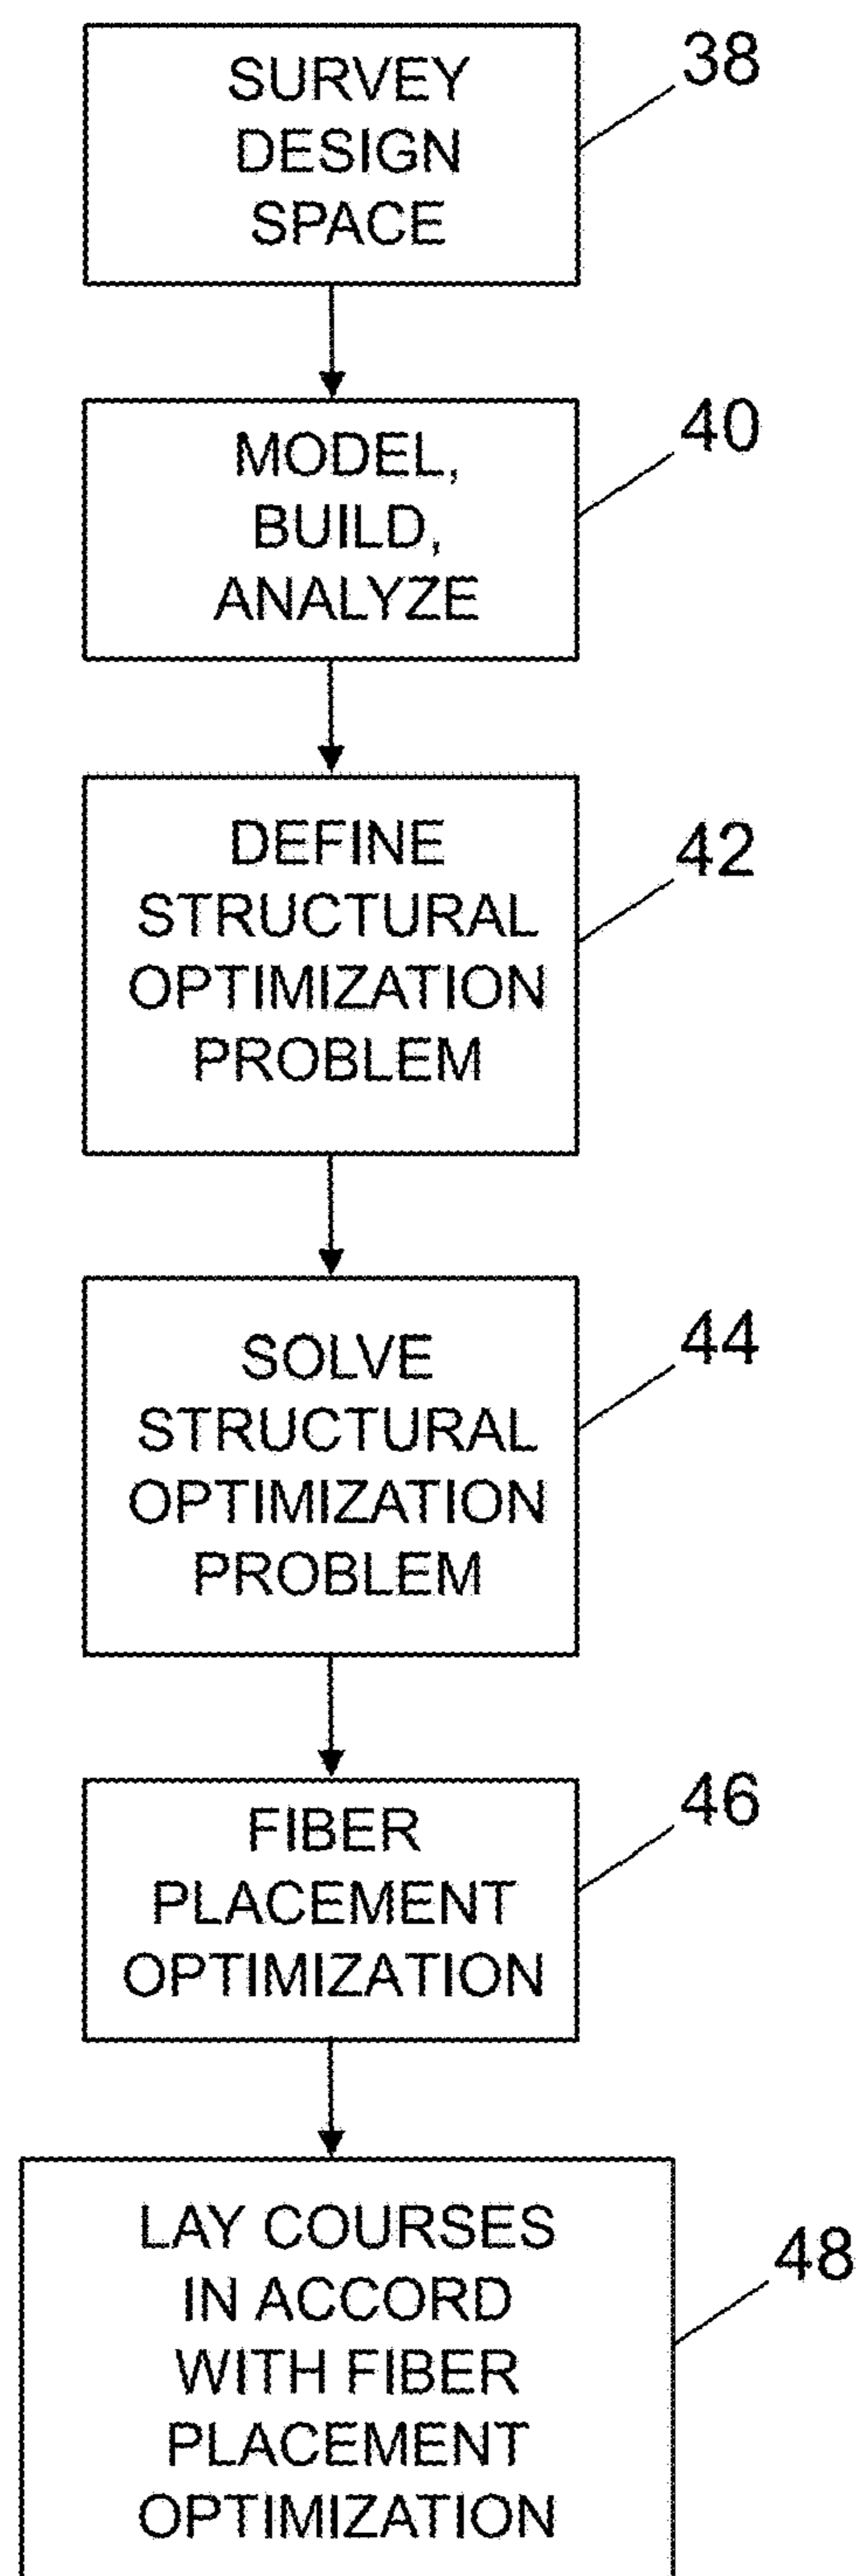 SURVEY
DESIGN
SPACE
38
MODEL,
BUILD,
ANALYZE
40
DEFINE
STRUCTURAL
OPTIMIZATION
PROBLEM
42
SOLVE
STRUCTURAL
OPTIMIZATION
PROBLEM
44
FIBER
PLACEMENT
OPTIMIZATION
46
LAY COURSES
IN ACCORD
WITH FIBER
PLACEMENT
OPTIMIZATION
48